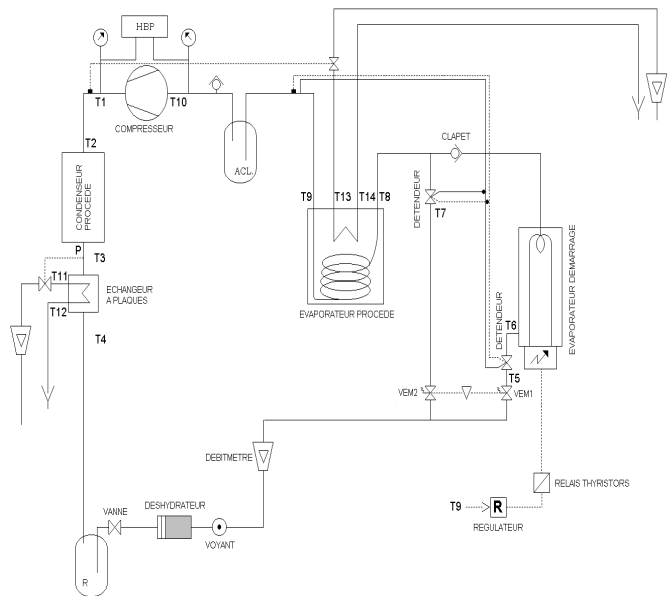 HBP
T1
T10
COMPRESSEUR
T2
ACL.
CLAPET
CONDENSEUR
PROCEDE
T9
T13
T14
T8
DETENDEUR
T7
P
T3
T11
ECHANGEUR
A PLAQUES
T12
EVAPORATEUR PROCEDE
EVAPORATEUR DEMARRAGE
DETENDEUR
T6
T4
T5
VEM2
VEM1
DEBITMETRE
RELAIS THYRISTORS
VANNE
DESHYDRATEUR
VOYANT
T9
R
REGULATEUR
R